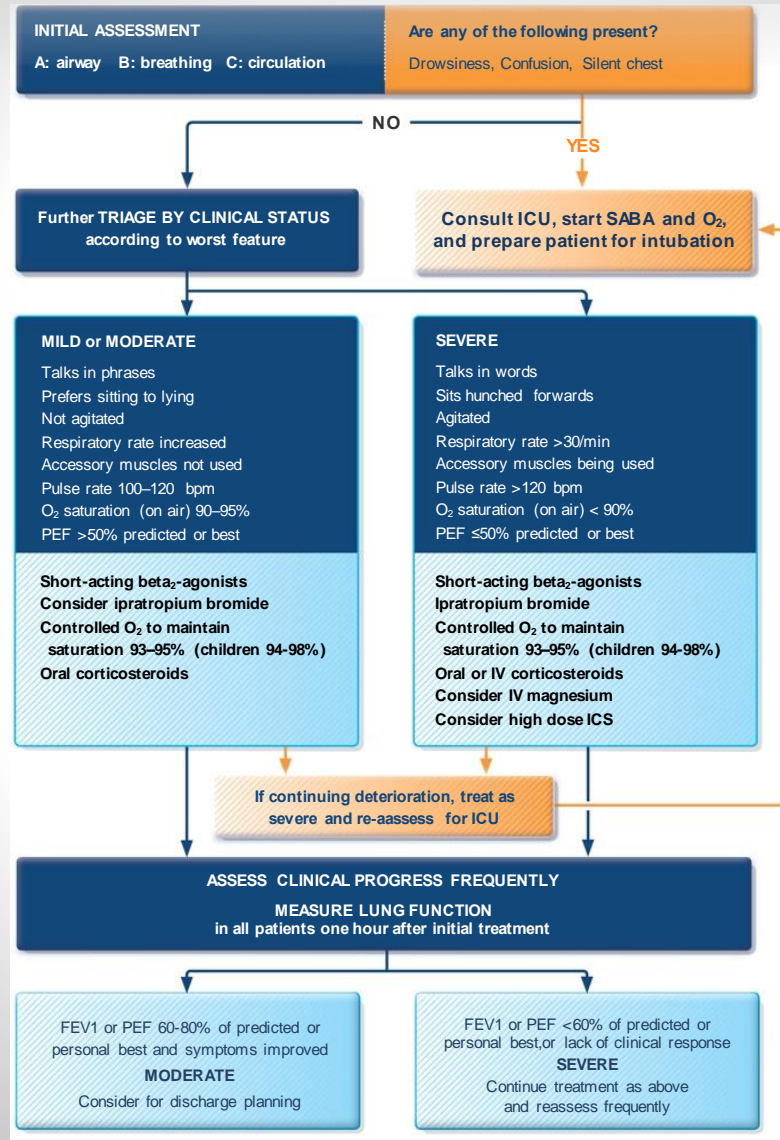 INITIAL ASSESSMENT
A: airway B: breathing C: circulation
Are any of the following present?
Drowsiness, Confusion, Silent chest
NO
YES
Further TRIAGE BY CLINICAL STATUS
according to worst feature
Consult ICU, start SABA and O₂,
and prepare patient for intubation
MILD or MODERATE
Talks in phrases
Prefers sitting to lying
Not agitated
Respiratory rate increased
Accessory muscles not used
Pulse rate 100–120 bpm
O₂ saturation (on air) 90–95%
PEF >50% predicted or best
Short-acting beta₂-agonists
Consider ipratropium bromide
Controlled O₂ to maintain
saturation 93–95% (children 94-98%)
Oral corticosteroids
SEVERE
Talks in words
Sits hunched forwards
Agitated
Respiratory rate >30/min
Accessory muscles being used
Pulse rate >120 bpm
O₂ saturation (on air) < 90%
PEF ≤50% predicted or best
Short-acting beta₂-agonists
Ipratropium bromide
Controlled O₂ to maintain
saturation 93–95% (children 94-98%)
Oral or IV corticosteroids
Consider IV magnesium
Consider high dose ICS
If continuing deterioration, treat as
severe and re-aassess for ICU
ASSESS CLINICAL PROGRESS FREQUENTLY
MEASURE LUNG FUNCTION
in all patients one hour after initial treatment
FEV1 or PEF 60-80% of predicted or
personal best and symptoms improved
MODERATE
Consider for discharge planning
FEV1 or PEF <60% of predicted or
personal best,or lack of clinical response
SEVERE
Continue treatment as above
and reassess frequently